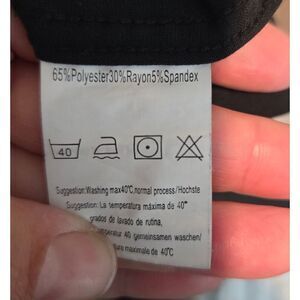 65%Polyester30%Rayon5%Spandex
40
Suggestion:Washing max40℃,normal process/Hochste
Suggestion: La temperatura máxima de 40°
grados de lavado de rutina,
40 gemeinsamen waschen/
maximale de 40℃